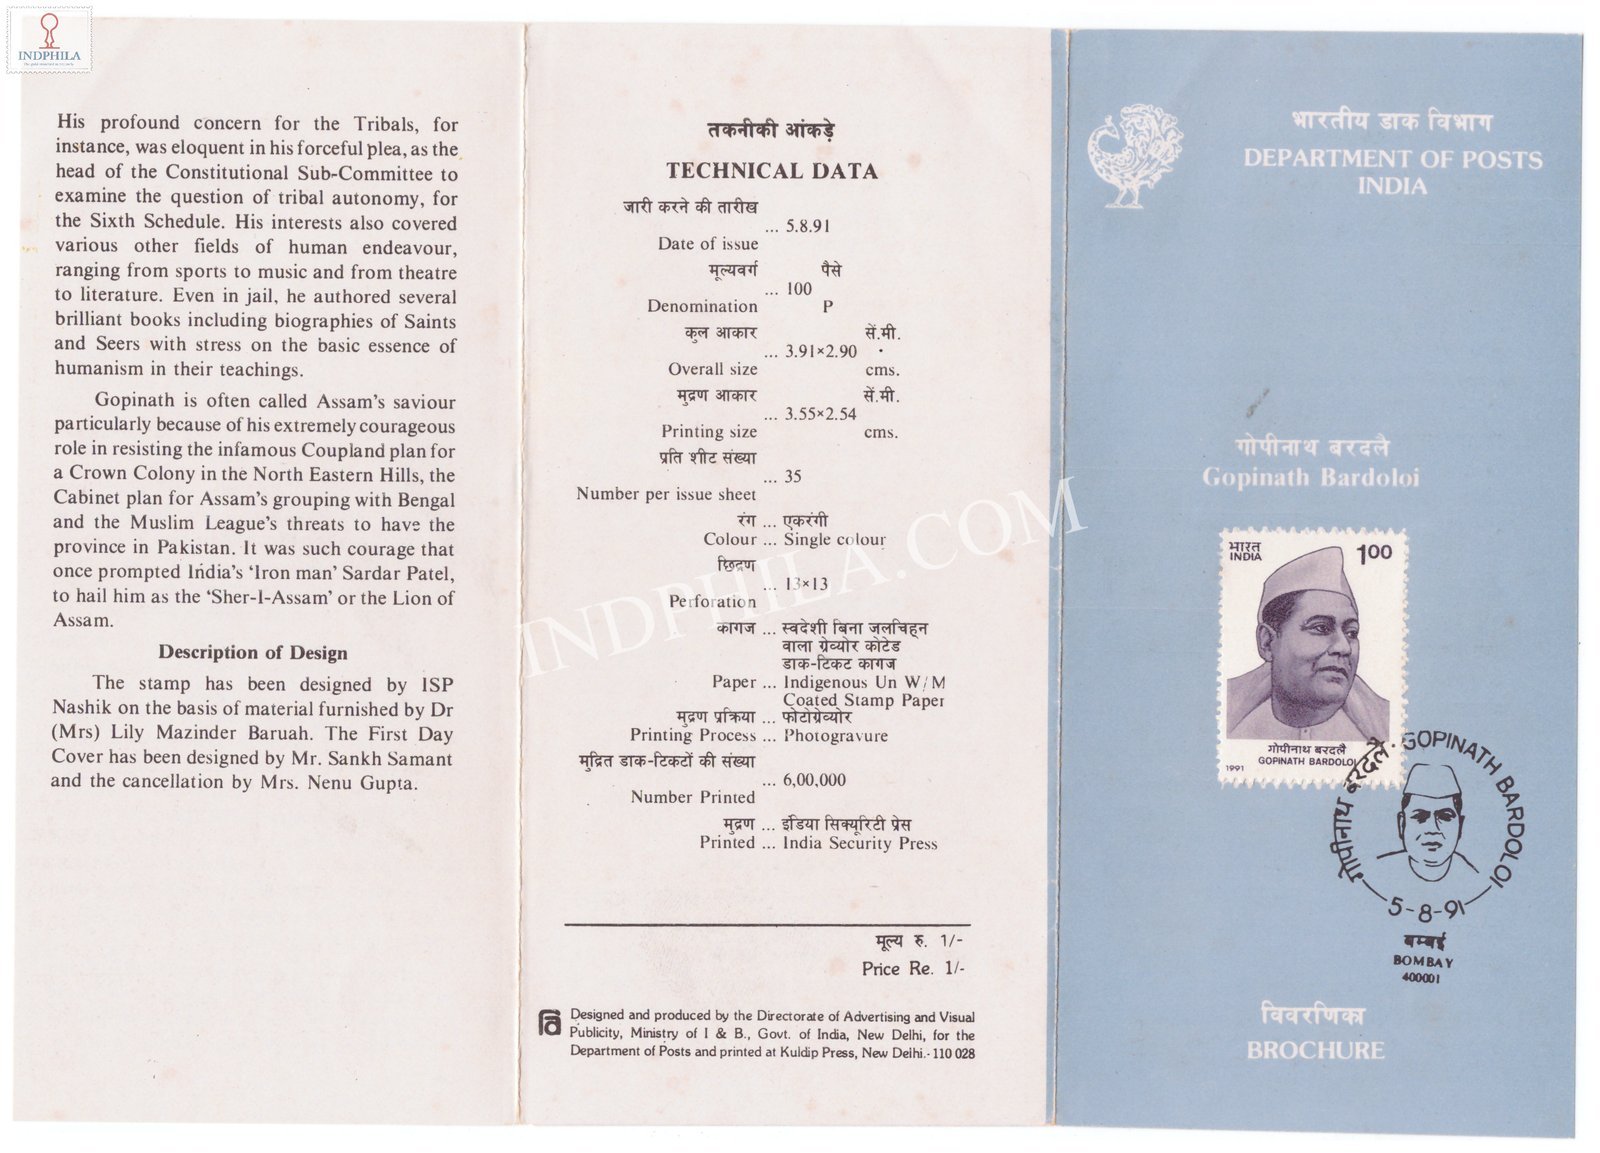 INDPHILA
His profound concern for the Tribals, for
instance, was eloquent in his forceful plea, as the
head of the Constitutional Sub-Committee to
examine the question of tribal autonomy, for
the Sixth Schedule. His interests also covered
various other fields of human endeavour,
ranging from sports to music and from theatre
to literature. Even in jail, he authored several
brilliant books including biographies of Saints
and Seers with stress on the basic essence of
humanism in their teachings.
Gopinath is often called Assam's saviour
particularly because of his extremely courageous
role in resisting the infamous Coupland plan for
a Crown Colony in the North Eastern Hills, the
Cabinet plan for Assam's grouping with Bengal
and the Muslim League's threats to have the
province in Pakistan. It was such courage that
once prompted India's 'Iron man' Sardar Patel,
to hail him as the 'Sher-I-Assam' or the Lion of
Assam.
Description of Design
The stamp has been designed by ISP
Nashik on the basis of material furnished by Dr
(Mrs) Lily Mazinder Baruah. The First Day
Cover has been designed by Mr. Sankh Samant
and the cancellation by Mrs. Nenu Gupta.
तकनीकी आंकड़े
TECHNICAL DATA
जारी करने की तारीख
... 5.8.91
Date of issue
मूल्यवर्ग पैसे
... 100
Denomination P
कुल आकार सें.मी.
... 3.91×2.90
Overall size cms.
मुद्रण आकार सें.मी.
... 3.55×2.54
Printing size cms.
प्रति शीट संख्या
... 35
Number per issue sheet
रंग ... एकरंगी
Colour ... Single colour
छिद्रण
... 13×13
Perforation
कागज ... स्वदेशी बिना जलचिह्न
वाला ग्रेव्योर कोटेड
डाक-टिकट कागज
Paper ... Indigenous Un W/M
Coated Stamp Paper
मुद्रण प्रक्रिया ... फोटोग्रेव्योर
Printing Process ... Photogravure
मुद्रित डाक-टिकटों की संख्या
... 6,00,000
Number Printed
मुद्रण ... इंडिया सिक्यूरिटी प्रेस
Printed ... India Security Press
मूल्य रु. 1/-
Price Re. 1/-
Designed and produced by the Directorate of Advertising and Visual
Publicity, Ministry of I & B., Govt. of India, New Delhi, for the
Department of Posts and printed at Kuldip Press, New Delhi.- 110 028
INDPHILA.COM
भारतीय डाक विभाग
DEPARTMENT OF POSTS
INDIA
गोपीनाथ बरदलै
Gopinath Bardoloi
भारत 100
INDIA
गोपीनाथ बरदलै
1991 GOPINATH BARDOLOI
गोपीनाथ बरदलै · GOPINATH BARDOLOI
5-8-91
बम्बई
BOMBAY
400001
विवरणिका
BROCHURE